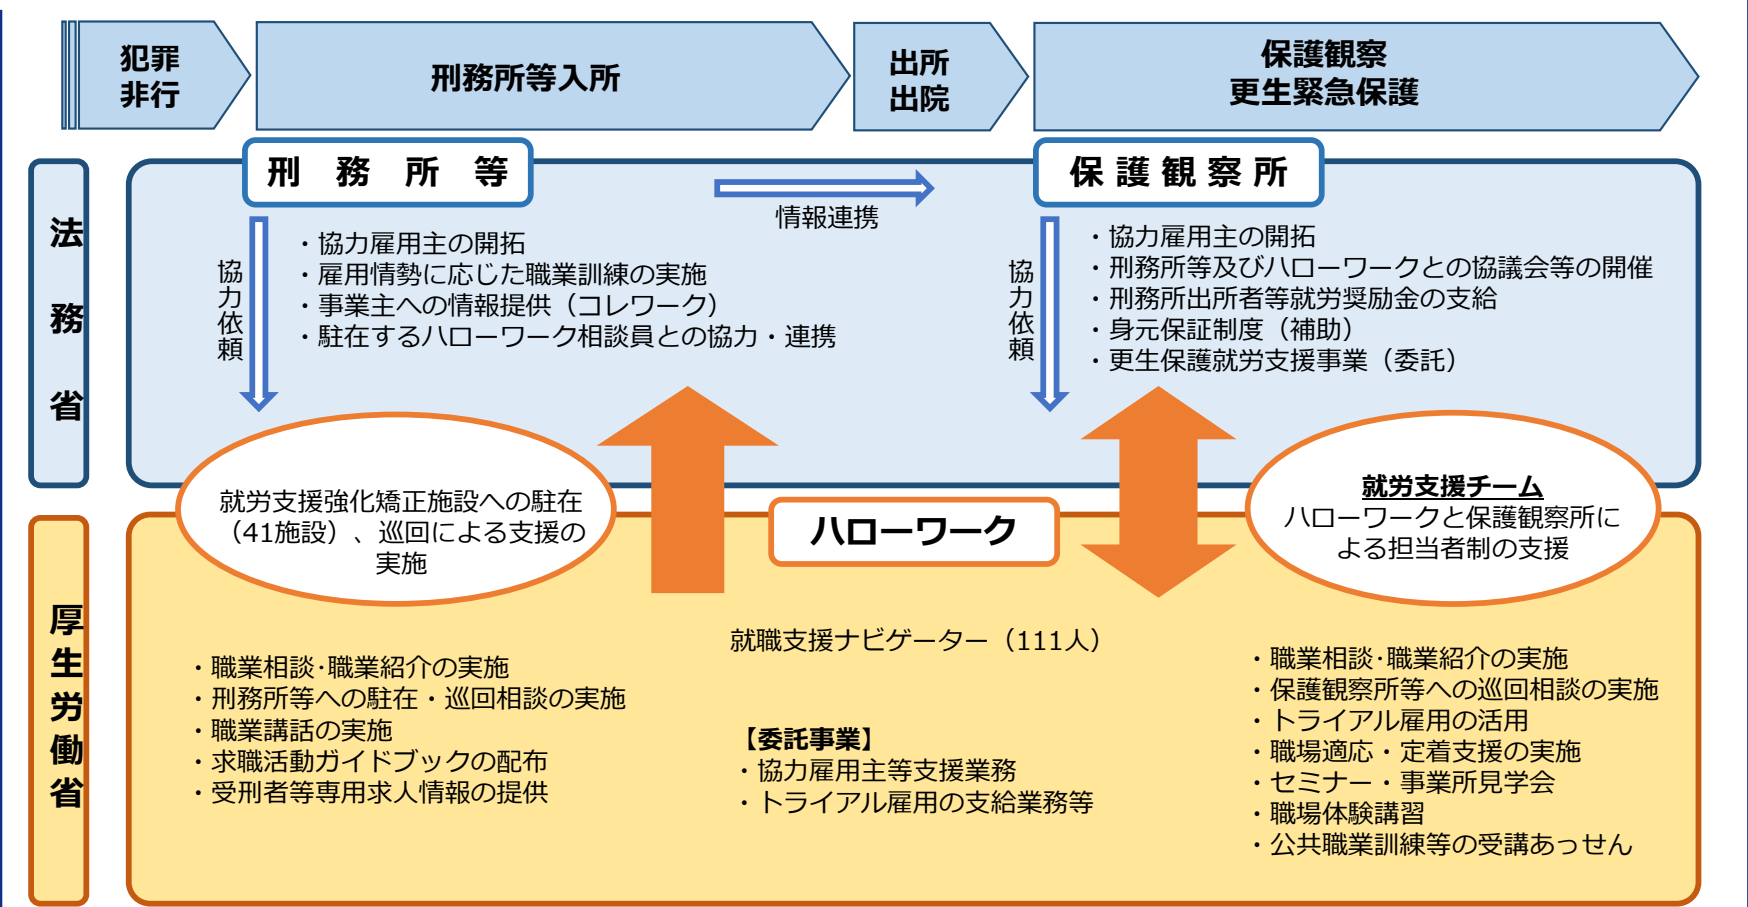 犯罪
非行
刑務所等入所
出所
出院
保護観察
更生緊急保護
法務省
刑務所等
情報連携
保護観察所
協力依頼
・協力雇用主の開拓
・雇用情勢に応じた職業訓練の実施
・事業主への情報提供（コレワーク）
・駐在するハローワーク相談員との協力・連携
協力依頼
・協力雇用主の開拓
・刑務所等及びハローワークとの協議会等の開催
・刑務所出所者等就労奨励金の支給
・身元保証制度（補助）
・更生保護就労支援事業（委託）
就労支援強化矯正施設への駐在
（41施設）、巡回による支援の
実施
ハローワーク
就労支援チーム
ハローワークと保護観察所に
よる担当者制の支援
厚生労働省
・職業相談･職業紹介の実施
・刑務所等への駐在・巡回相談の実施
・職業講話の実施
・求職活動ガイドブックの配布
・受刑者等専用求人情報の提供
就職支援ナビゲーター（111人）
【委託事業】
・協力雇用主等支援業務
・トライアル雇用の支給業務等
・職業相談･職業紹介の実施
・保護観察所等への巡回相談の実施
・トライアル雇用の活用
・職場適応・定着支援の実施
・セミナー・事業所見学会
・職場体験講習
・公共職業訓練等の受講あっせん